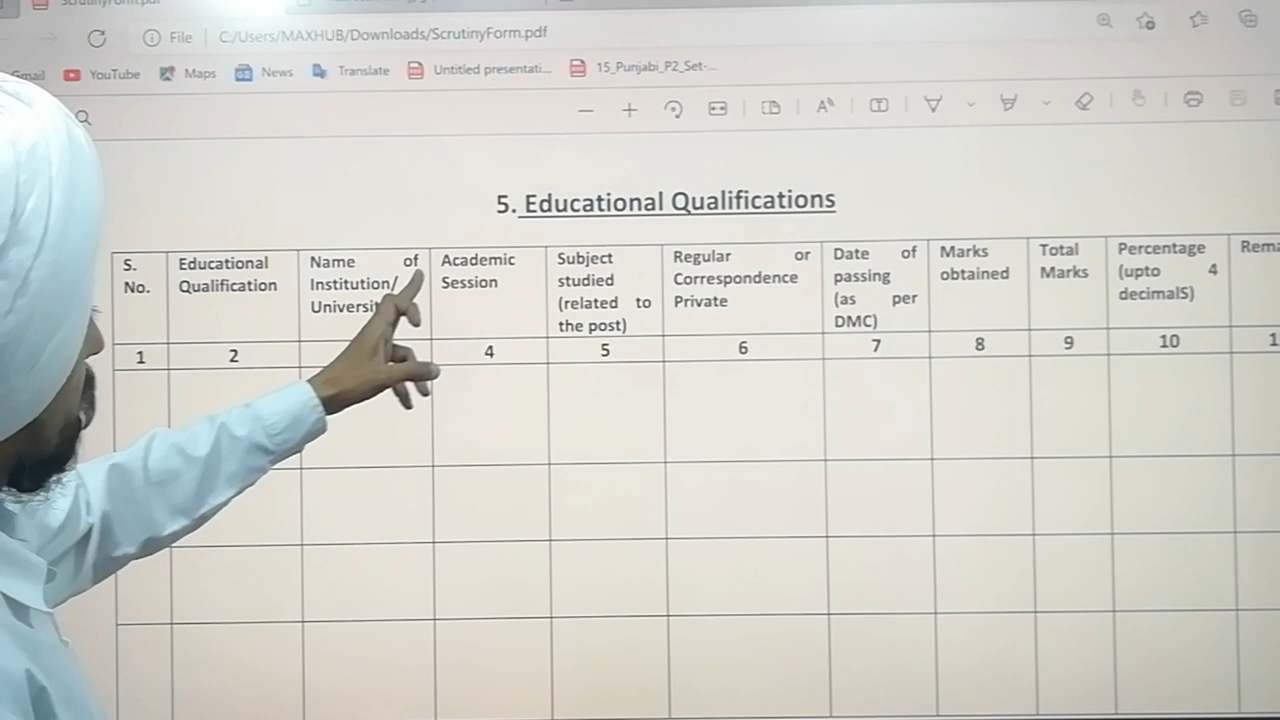 File C:/Users/MAXHUB/Downloads/ScrutinyForm.pdf
YouTube Maps News Translate Untitled presentati... 15_Punjabi_P2_Set-...
5. Educational Qualifications
S. No.
Educational Qualification
Name of Institution/
Academic Session
Subject studied (related to the post)
Regular or Correspondence Private
Date of passing (as per DMC)
Marks obtained
Total Marks
Percentage (upto 4 decimalS)
1 2 4 5 6 7 8 9 10